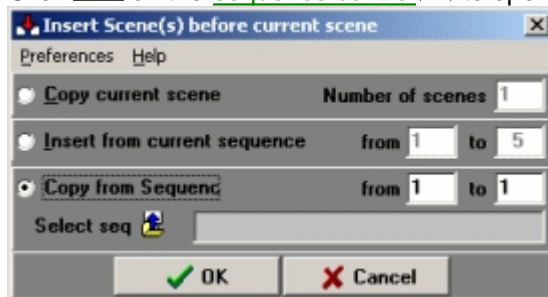 Insert Scene(s) before current scene
Preferences Help
Copy current scene Number of scenes 1
Insert from current sequence from 1 to 5
Copy from Sequenc from 1 to 1
Select seq
OK Cancel